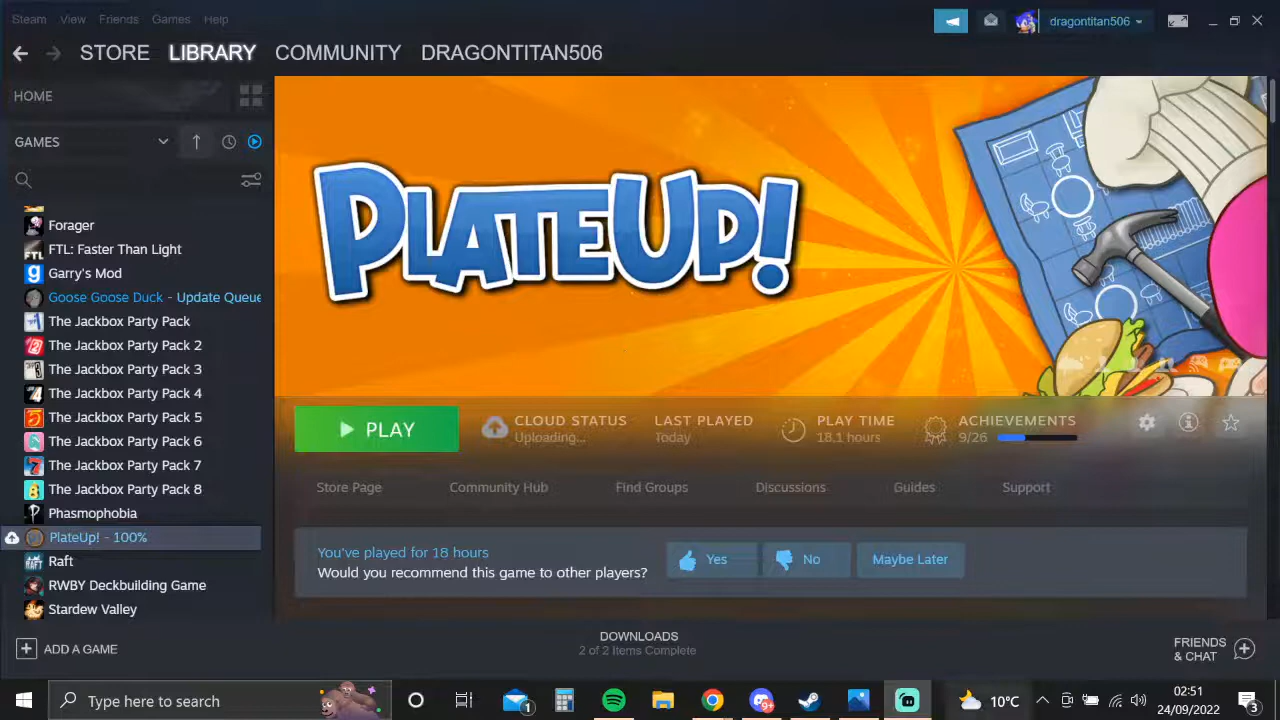 Steam View Friends Games Help
dragontitan506
STORE LIBRARY COMMUNITY DRAGONTITAN506
HOME
GAMES
Forager
FTL: Faster Than Light
Garry's Mod
Goose Goose Duck - Update Queue
The Jackbox Party Pack
The Jackbox Party Pack 2
The Jackbox Party Pack 3
The Jackbox Party Pack 4
The Jackbox Party Pack 5
The Jackbox Party Pack 6
The Jackbox Party Pack 7
The Jackbox Party Pack 8
Phasmophobia
PlateUp! - 100%
Raft
RWBY Deckbuilding Game
Stardew Valley
PLATEUP!
PLAY
CLOUD STATUS
Uploading...
LAST PLAYED
Today
PLAY TIME
18.1 hours
ACHIEVEMENTS
9/26
Store Page Community Hub Find Groups Discussions Guides Support
You've played for 18 hours
Would you recommend this game to other players?
Yes No Maybe Later
ADD A GAME
DOWNLOADS
2 of 2 Items Complete
FRIENDS
& CHAT
Type here to search
1
9+
10°C
02:51
24/09/2022
3